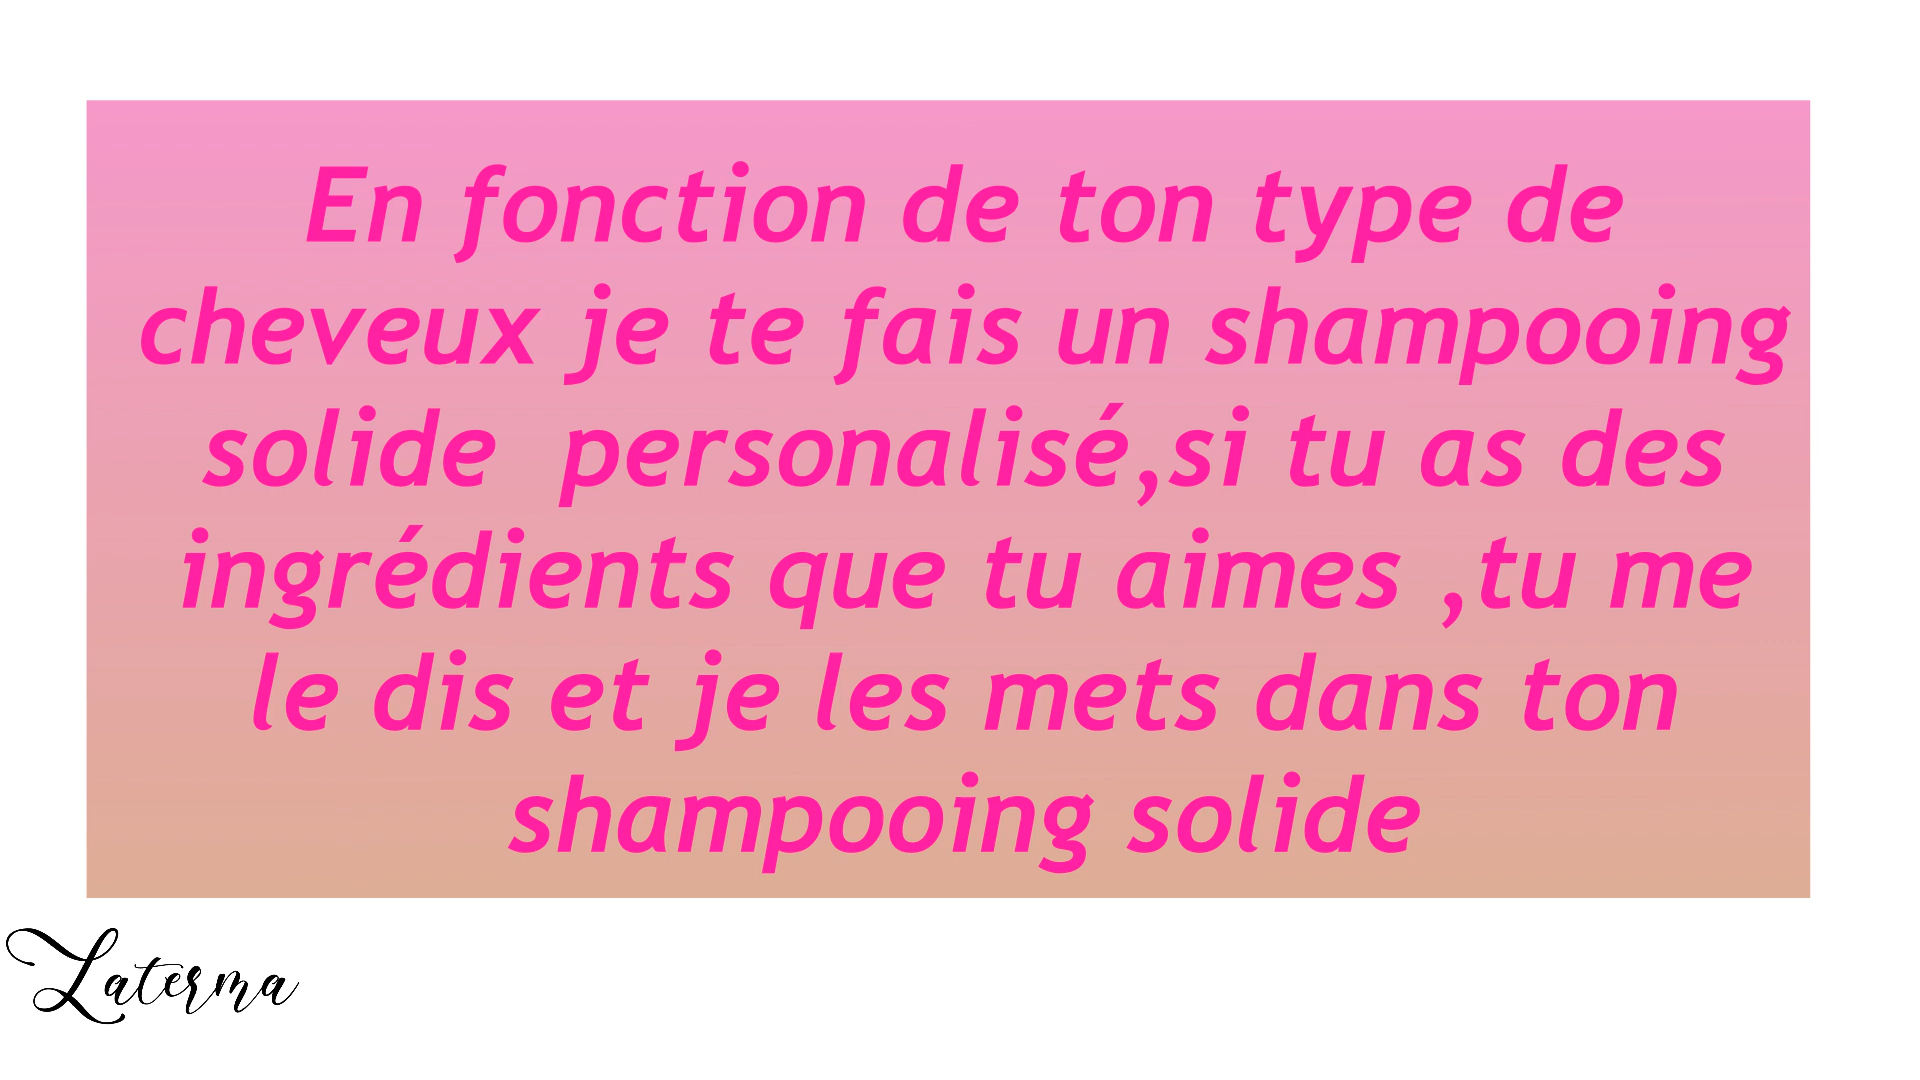 En fonction de ton type de
cheveux je te fais un shampooing
solide  personalisé,si tu as des
ingrédients que tu aimes ,tu me
le dis et je les mets dans ton
shampooing solide
Laterma